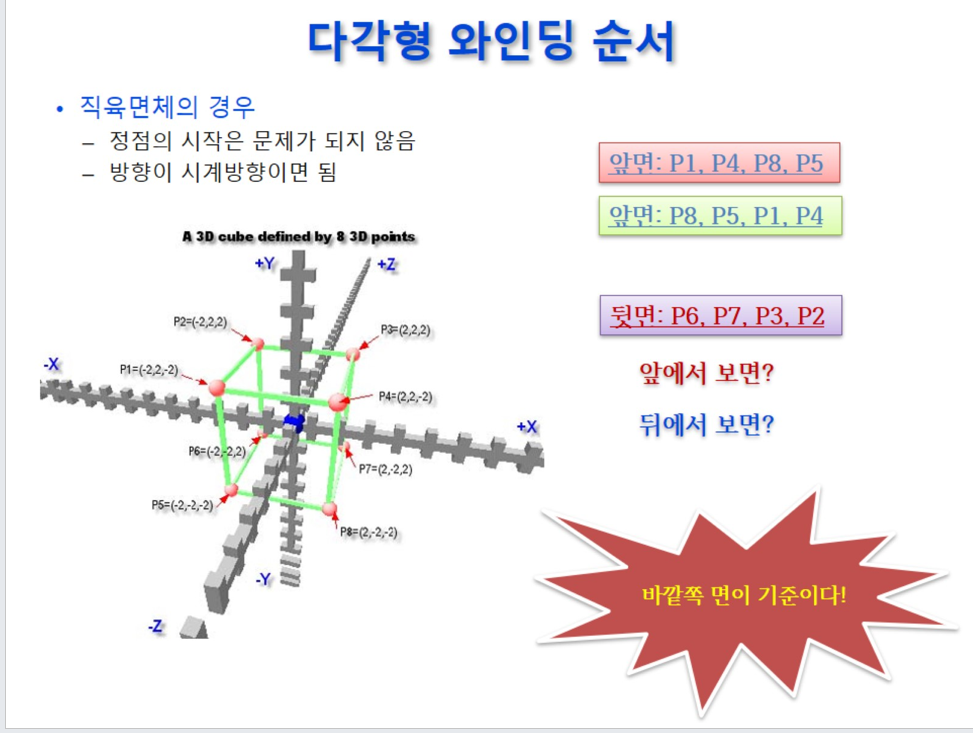 다각형 와인딩 순서
• 직육면체의 경우
– 정점의 시작은 문제가 되지 않음
– 방향이 시계방향이면 됨
앞면: P1, P4, P8, P5
앞면: P8, P5, P1, P4
뒷면: P6, P7, P3, P2
앞에서 보면?
뒤에서 보면?
바깥쪽 면이 기준이다!
A 3D cube defined by 8 3D points
+Y
+Z
P2=(-2,2,2)
P3=(2,2,2)
-X
P1=(-2,2,-2)
P4=(2,2,-2)
+X
P6=(-2,-2,2)
P7=(2,-2,2)
P5=(-2,-2,-2)
P8=(2,-2,-2)
-Y
-Z